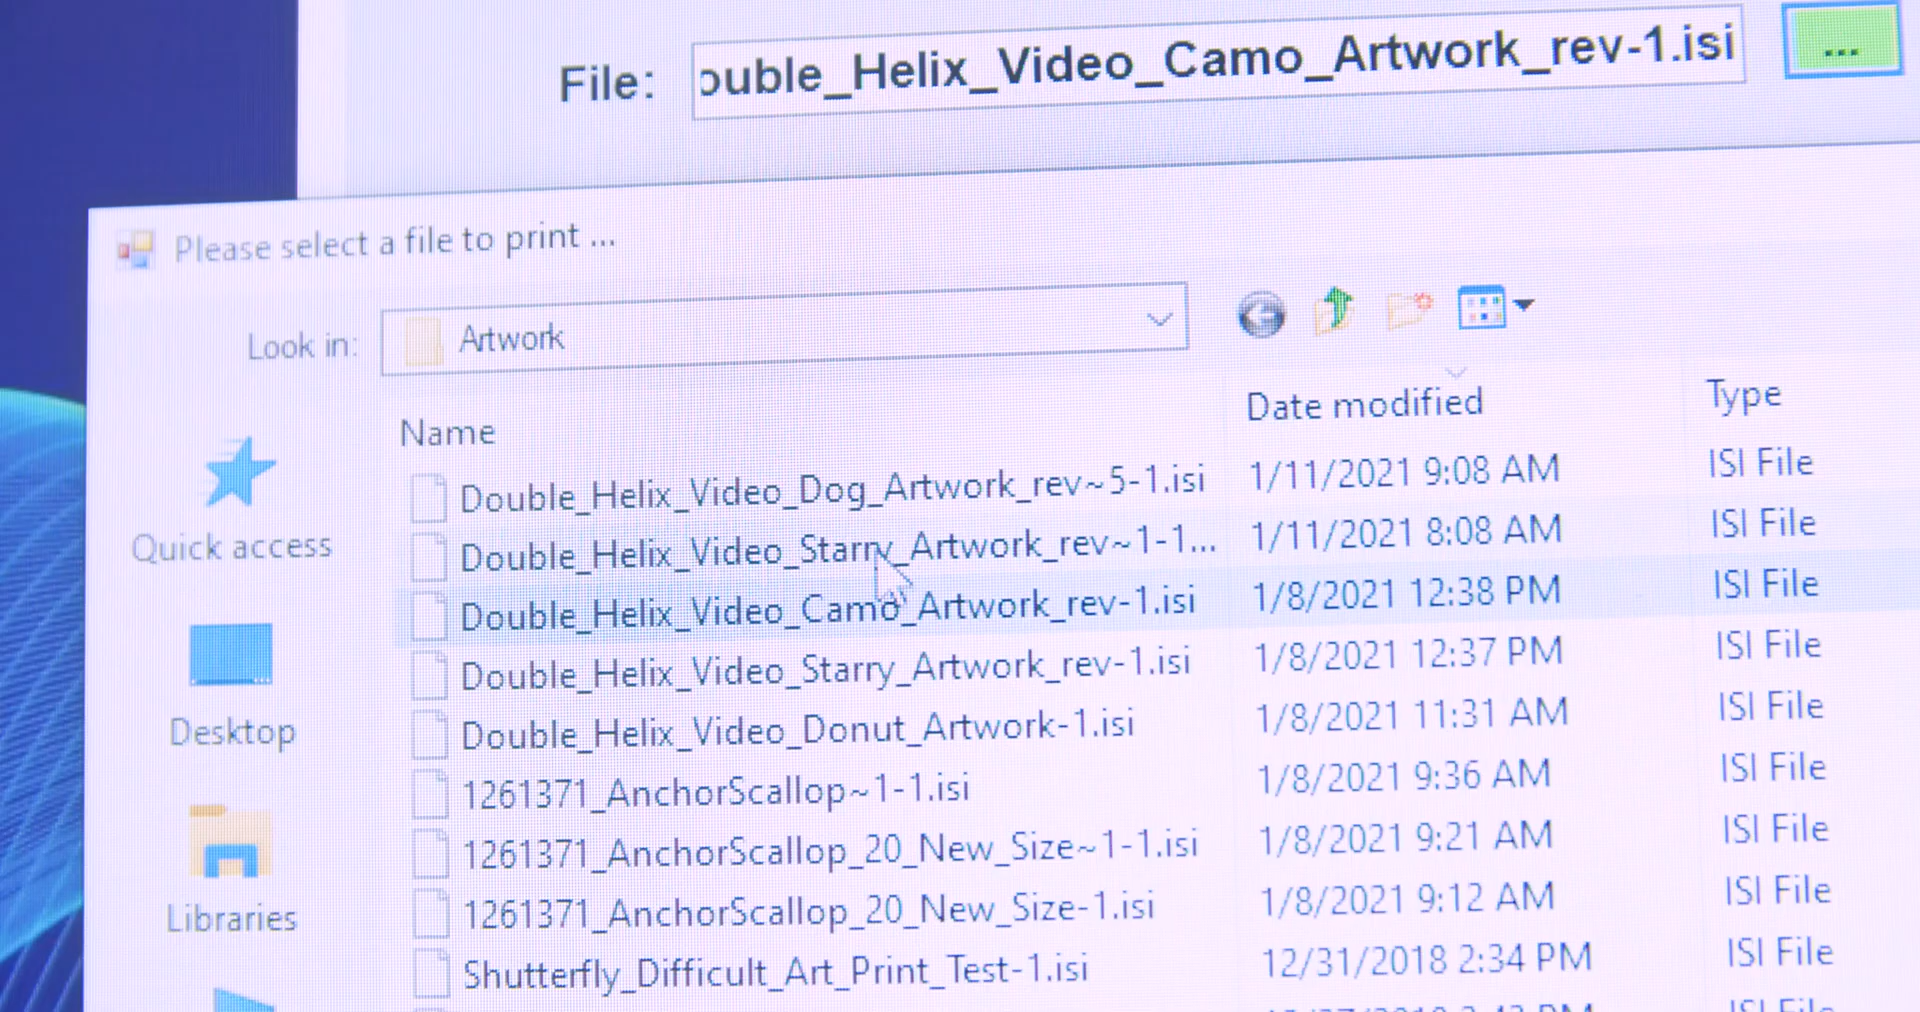 File: ouble_Helix_Video_Camo_Artwork_rev-1.isi ...
Please select a file to print ...
Look in: Artwork
Name Date modified Type
Double_Helix_Video_Dog_Artwork_rev~5-1.isi 1/11/2021 9:08 AM ISI File
Double_Helix_Video_Starry_Artwork_rev~1-1... 1/11/2021 8:08 AM ISI File
Quick access
Double_Helix_Video_Camo_Artwork_rev-1.isi 1/8/2021 12:38 PM ISI File
Double_Helix_Video_Starry_Artwork_rev-1.isi 1/8/2021 12:37 PM ISI File
Desktop
Double_Helix_Video_Donut_Artwork-1.isi 1/8/2021 11:31 AM ISI File
1261371_AnchorScallop~1-1.isi 1/8/2021 9:36 AM ISI File
1261371_AnchorScallop_20_New_Size~1-1.isi 1/8/2021 9:21 AM ISI File
Libraries
1261371_AnchorScallop_20_New_Size-1.isi 1/8/2021 9:12 AM ISI File
Shutterfly_Difficult_Art_Print_Test-1.isi 12/31/2018 2:34 PM ISI File
ISI File